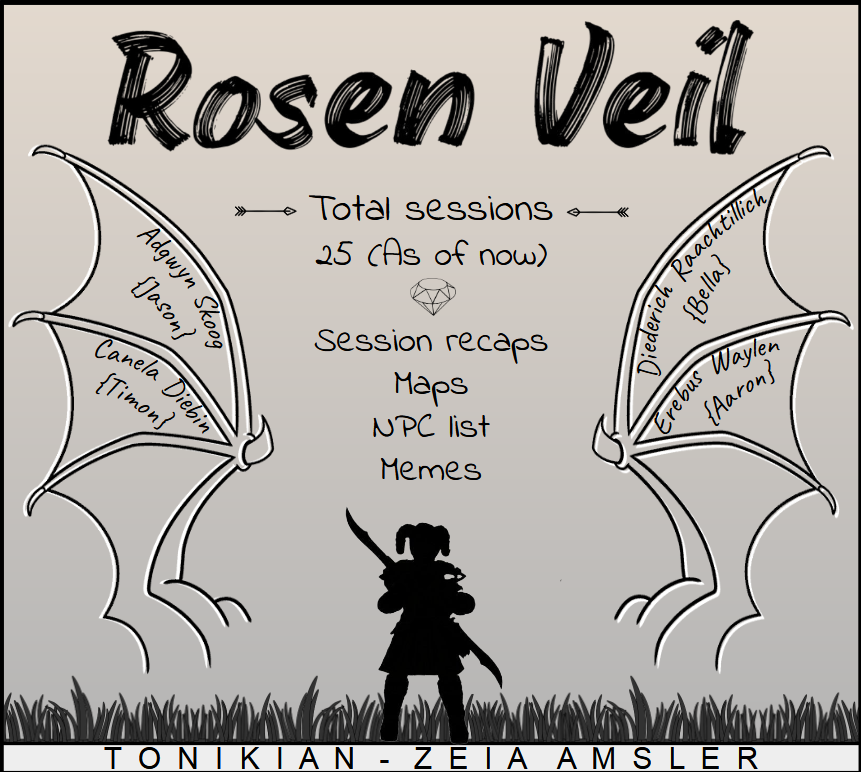 Rosen Veil
Total sessions
25 (As of now)
Adgwyn Skoog
{Jason}
Canela Diebin
{Timon}
Diederich Raachtillich
{Bella}
Erebus Waylen
{Aaron}
Session recaps
Maps
NPC list
Memes
TONIKIAN - ZEIA AMSLER